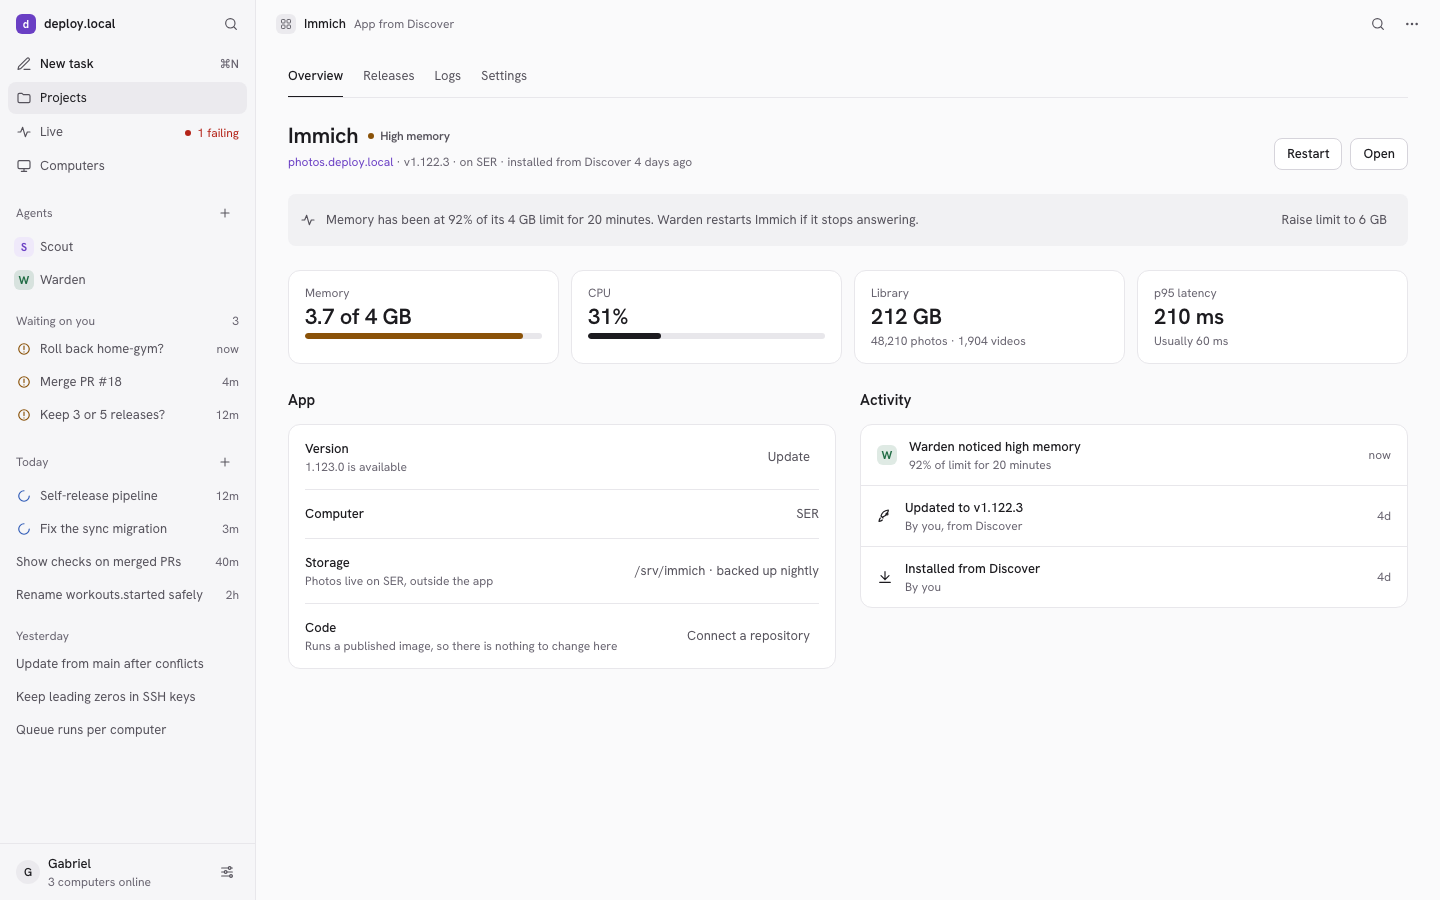 d deploy.local
New task ⌘N
Projects
Live 1 failing
Computers
Agents
S Scout
W Warden
Waiting on you 3
Roll back home-gym? now
Merge PR #18 4m
Keep 3 or 5 releases? 12m
Today
Self-release pipeline 12m
Fix the sync migration 3m
Show checks on merged PRs 40m
Rename workouts.started safely 2h
Yesterday
Update from main after conflicts
Keep leading zeros in SSH keys
Queue runs per computer
G Gabriel
3 computers online
Immich App from Discover
Overview Releases Logs Settings
Immich High memory
photos.deploy.local · v1.122.3 · on SER · installed from Discover 4 days ago
Restart Open
Memory has been at 92% of its 4 GB limit for 20 minutes. Warden restarts Immich if it stops answering. Raise limit to 6 GB
Memory
3.7 of 4 GB
CPU
31%
Library
212 GB
48,210 photos · 1,904 videos
p95 latency
210 ms
Usually 60 ms
App
Version
1.123.0 is available
Update
Computer SER
Storage
Photos live on SER, outside the app
/srv/immich · backed up nightly
Code
Runs a published image, so there is nothing to change here
Connect a repository
Activity
W Warden noticed high memory
92% of limit for 20 minutes
now
Updated to v1.122.3
By you, from Discover
4d
Installed from Discover
By you
4d